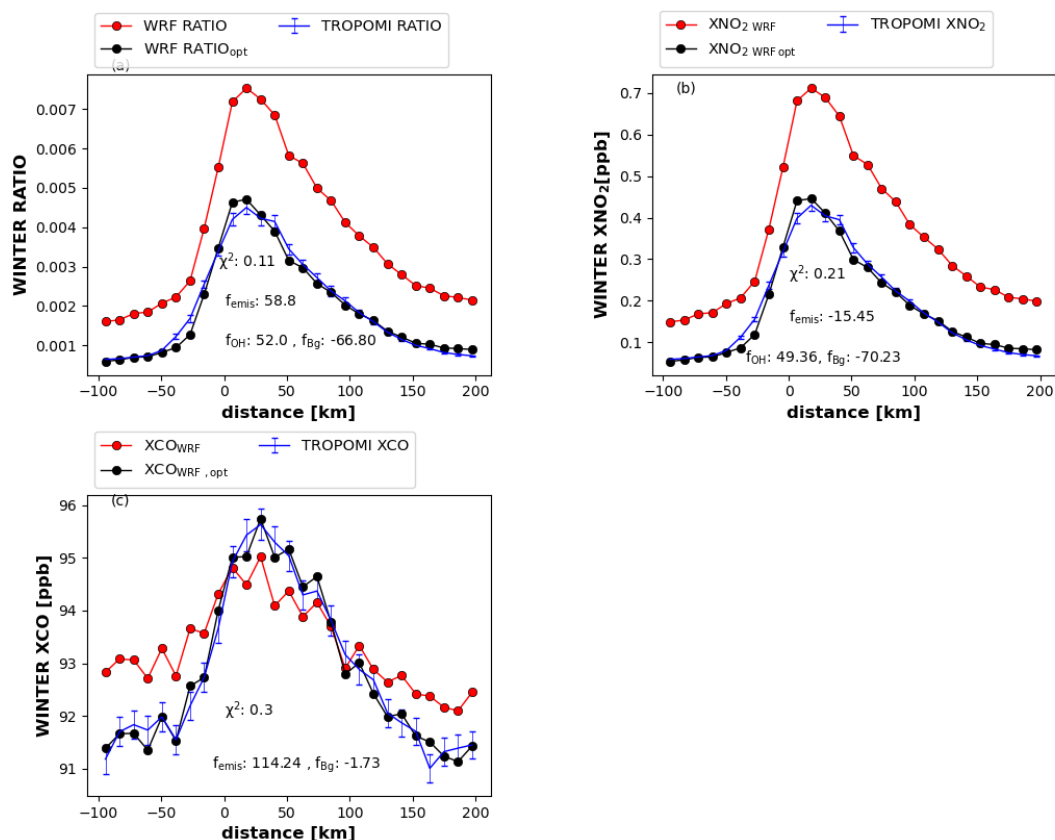 WRF RATIO
WRF RATIOopt
TROPOMI RATIO
(a)
WINTER RATIO
0.007
0.006
0.005
0.004
0.003
0.002
0.001
χ²: 0.11
femis: 58.8
fOH: 52.0 , fBg: -66.80
−100 −50 0 50 100 150 200
distance [km]
XNO₂ WRF
XNO₂ WRF opt
TROPOMI XNO₂
(b)
WINTER XNO₂[ppb]
0.7
0.6
0.5
0.4
0.3
0.2
0.1
χ²: 0.21
femis: -15.45
fOH: 49.36, fBg: -70.23
−100 −50 0 50 100 150 200
distance [km]
XCOWRF
XCOWRF ,opt
TROPOMI XCO
(c)
WINTER XCO [ppb]
96
95
94
93
92
91
χ²: 0.3
femis: 114.24 , fBg: -1.73
−100 −50 0 50 100 150 200
distance [km]